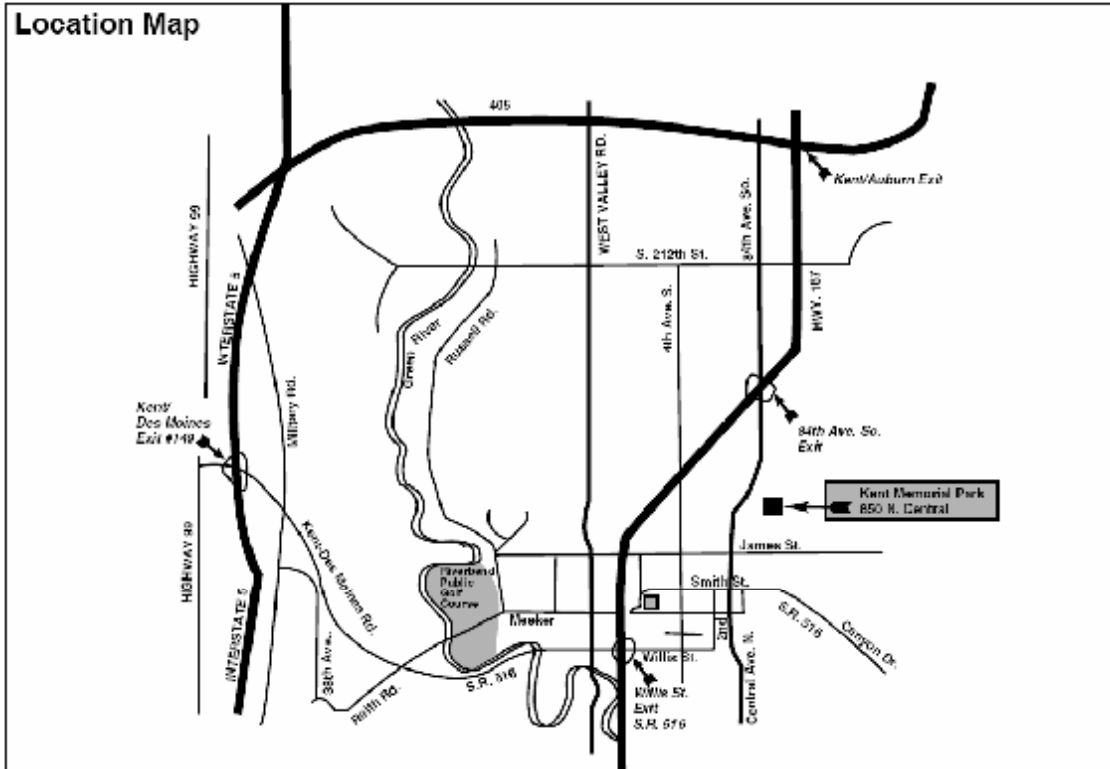 Location Map
405
Kent/Auburn Exit
HIGHWAY 99
WEST VALLEY RD.
84th Ave. So.
S. 212th St.
INTERSTATE 5
Green River
Russell Rd.
4th Ave. S.
HWY. 167
Military Rd.
Kent/
Des Moines
Exit #149
84th Ave. So.
Exit
Kent Memorial Park
850 N. Central
HIGHWAY 99
Kent-Des Moines Rd.
James St.
Riverbend
Public
Golf
Course
Smith St.
S.R. 516
Canyon Dr.
Meeker
2nd
INTERSTATE 5
38th Ave.
Reith Rd.
S.R. 516
Willis St.
Willis St.
Exit
S.R. 516
Central Ave. N.